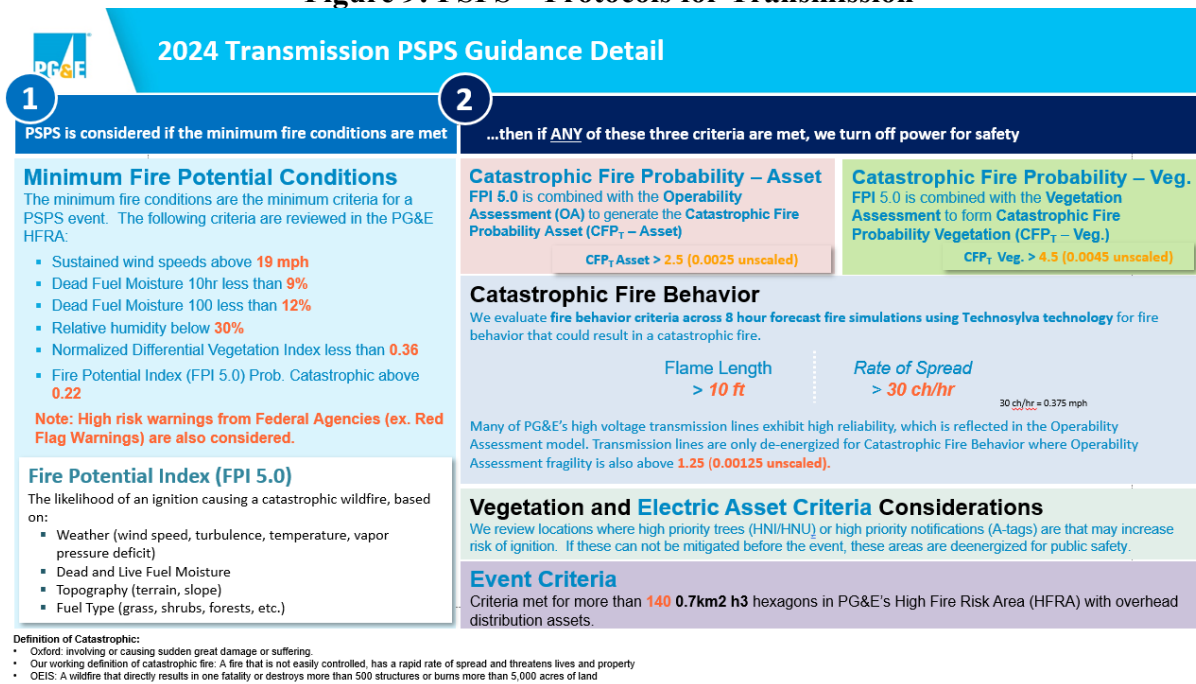 Figure 9: PSPS – Protocols for Transmission
PG&E
2024 Transmission PSPS Guidance Detail
1
PSPS is considered if the minimum fire conditions are met
2
...then if ANY of these three criteria are met, we turn off power for safety
Minimum Fire Potential Conditions
The minimum fire conditions are the minimum criteria for a
PSPS event. The following criteria are reviewed in the PG&E
HFRA:
▪ Sustained wind speeds above 19 mph
▪ Dead Fuel Moisture 10hr less than 9%
▪ Dead Fuel Moisture 100 less than 12%
▪ Relative humidity below 30%
▪ Normalized Differential Vegetation Index less than 0.36
▪ Fire Potential Index (FPI 5.0) Prob. Catastrophic above
0.22
Note: High risk warnings from Federal Agencies (ex. Red
Flag Warnings) are also considered.
Fire Potential Index (FPI 5.0)
The likelihood of an ignition causing a catastrophic wildfire, based
on:
▪ Weather (wind speed, turbulence, temperature, vapor
pressure deficit)
▪ Dead and Live Fuel Moisture
▪ Topography (terrain, slope)
▪ Fuel Type (grass, shrubs, forests, etc.)
Catastrophic Fire Probability – Asset
FPI 5.0 is combined with the Operability
Assessment (OA) to generate the Catastrophic Fire
Probability Asset (CFPT – Asset)
CFPT Asset > 2.5 (0.0025 unscaled)
Catastrophic Fire Probability – Veg.
FPI 5.0 is combined with the Vegetation
Assessment to form Catastrophic Fire
Probability Vegetation (CFPT – Veg.)
CFPT Veg. > 4.5 (0.0045 unscaled)
Catastrophic Fire Behavior
We evaluate fire behavior criteria across 8 hour forecast fire simulations using Technosylva technology for fire
behavior that could result in a catastrophic fire.
Flame Length
> 10 ft
Rate of Spread
> 30 ch/hr
30 ch/hr = 0.375 mph
Many of PG&E's high voltage transmission lines exhibit high reliability, which is reflected in the Operability
Assessment model. Transmission lines are only de-energized for Catastrophic Fire Behavior where Operability
Assessment fragility is also above 1.25 (0.00125 unscaled).
Vegetation and Electric Asset Criteria Considerations
We review locations where high priority trees (HNI/HNU) or high priority notifications (A-tags) are that may increase
risk of ignition. If these can not be mitigated before the event, these areas are deenergized for public safety.
Event Criteria
Criteria met for more than 140 0.7km2 h3 hexagons in PG&E's High Fire Risk Area (HFRA) with overhead
distribution assets.
Definition of Catastrophic:
• Oxford: involving or causing sudden great damage or suffering.
• Our working definition of catastrophic fire: A fire that is not easily controlled, has a rapid rate of spread and threatens lives and property
• OEIS: A wildfire that directly results in one fatality or destroys more than 500 structures or burns more than 5,000 acres of land